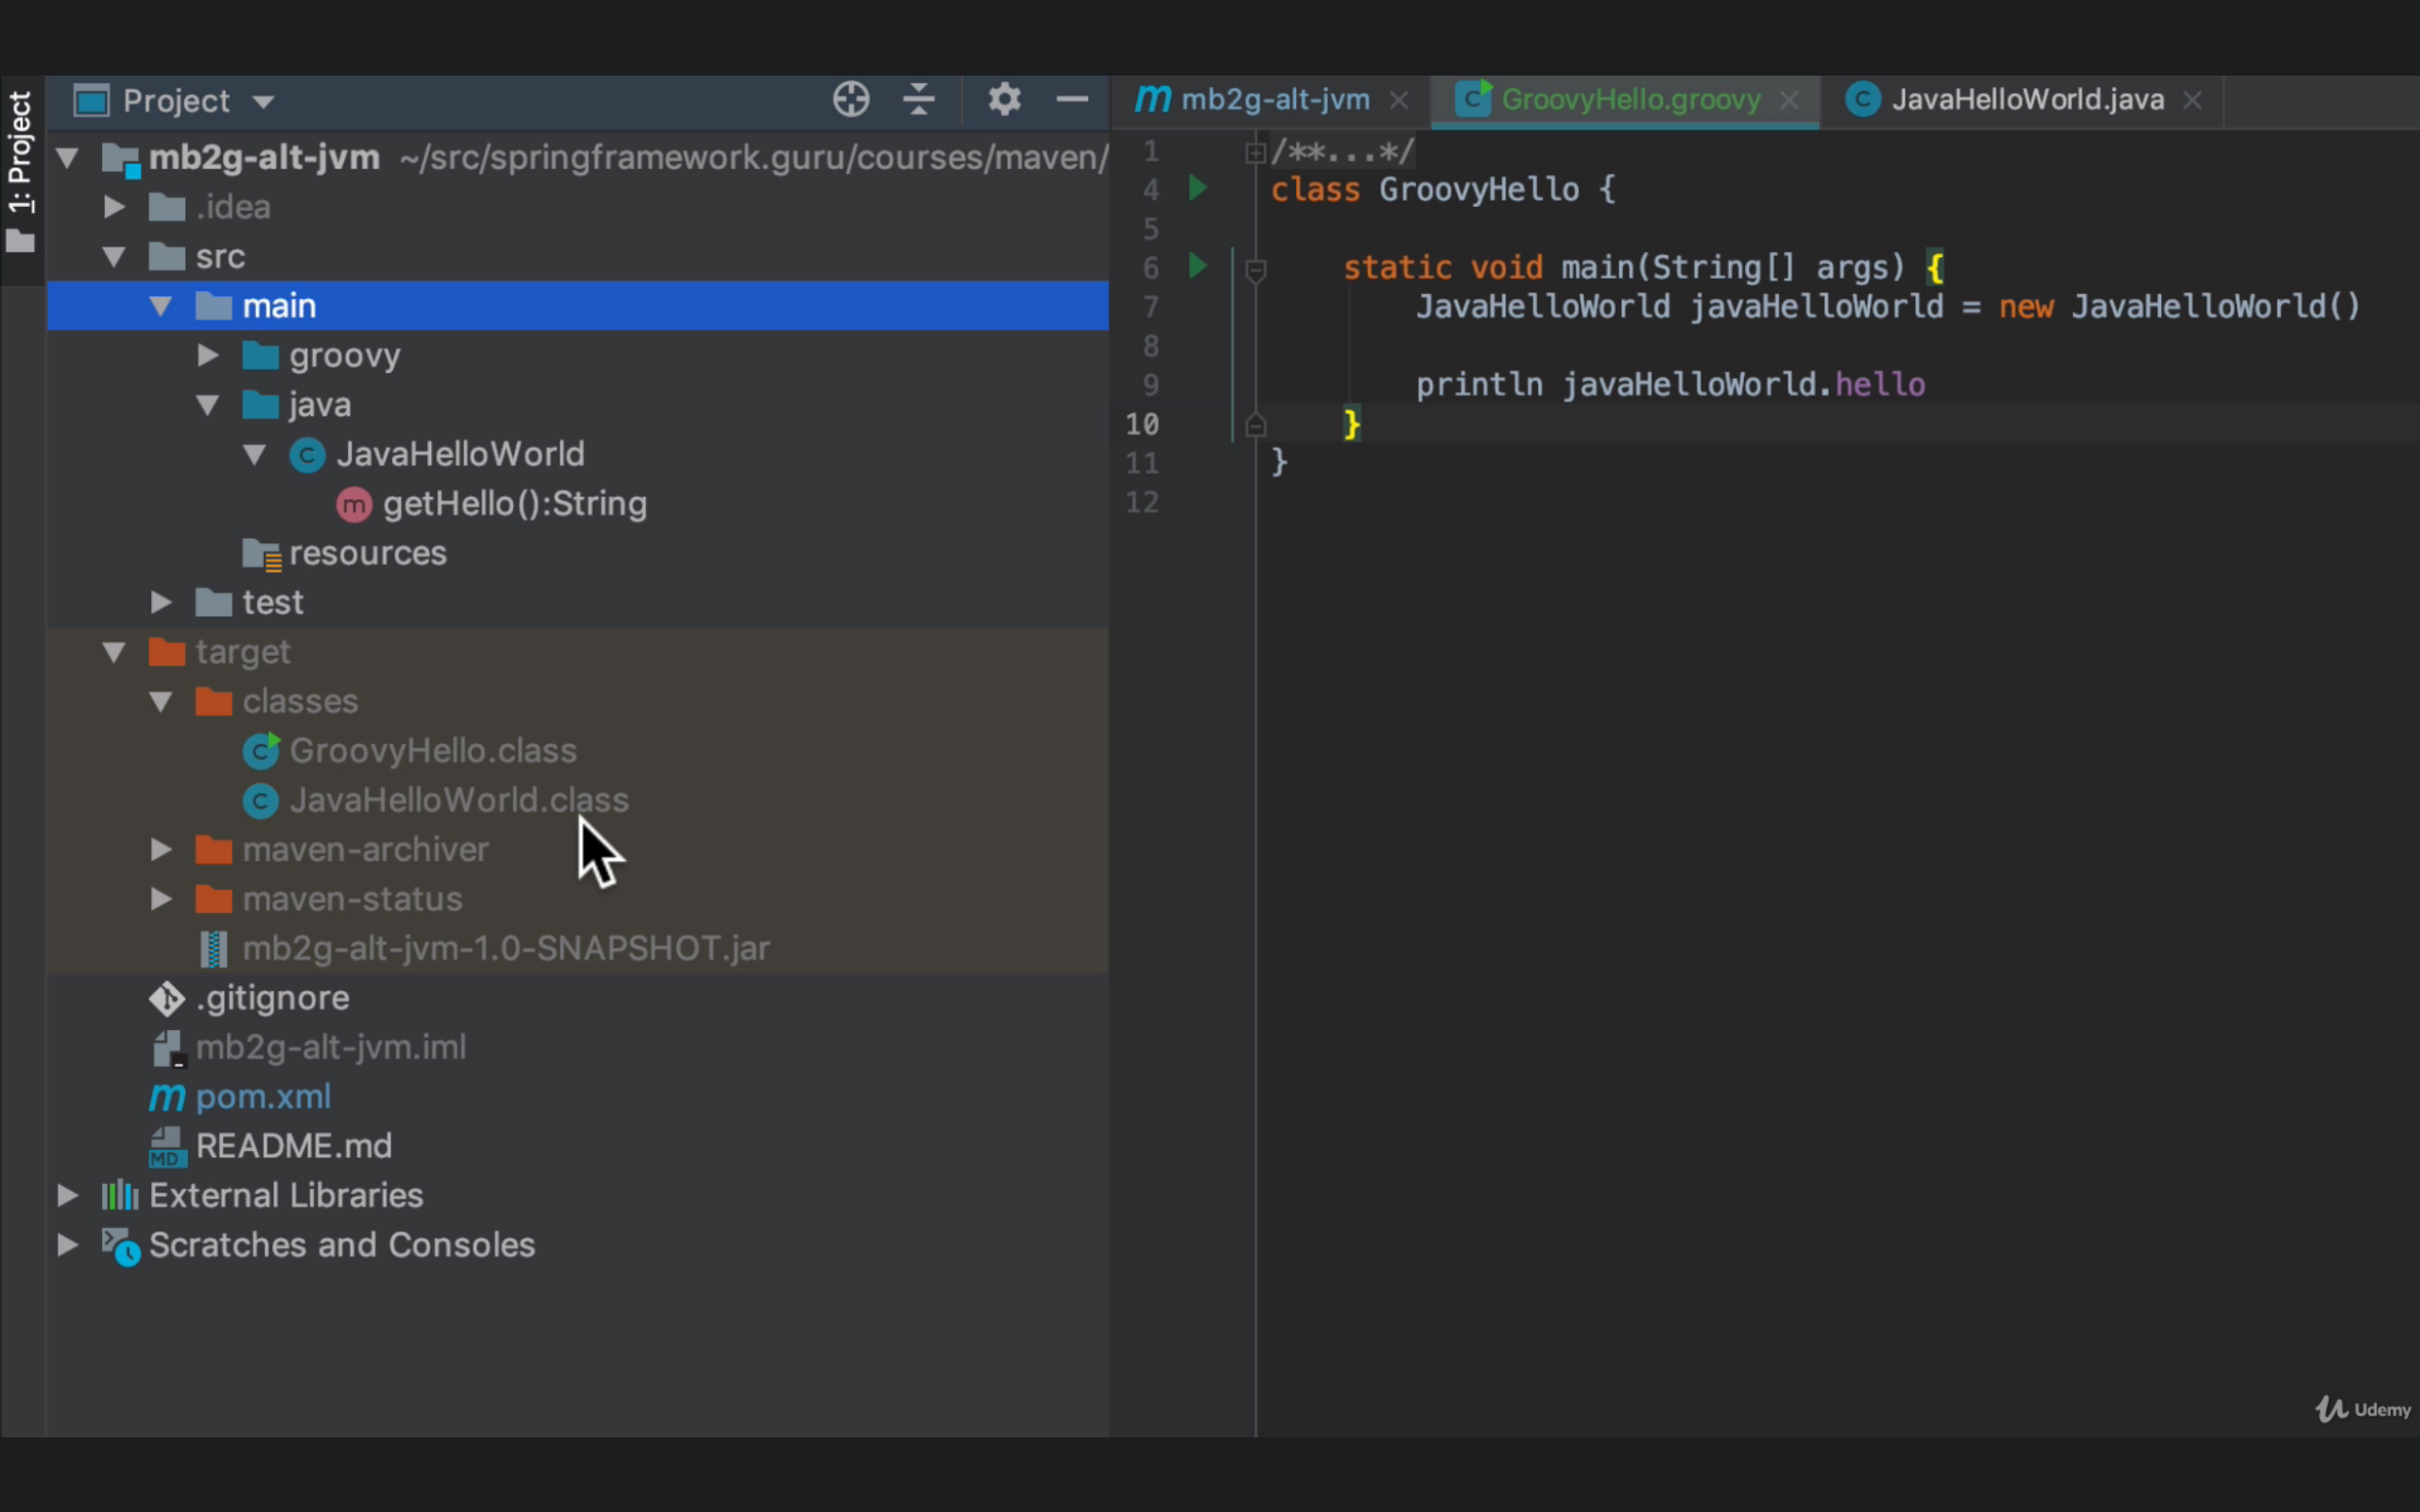 1: Project
Project
mb2g-alt-jvm ~/src/springframework.guru/courses/maven/
.idea
src
main
groovy
java
C JavaHelloWorld
m getHello():String
resources
test
target
classes
C GroovyHello.class
C JavaHelloWorld.class
maven-archiver
maven-status
mb2g-alt-jvm-1.0-SNAPSHOT.jar
.gitignore
mb2g-alt-jvm.iml
m pom.xml
MD README.md
External Libraries
Scratches and Consoles
m mb2g-alt-jvm C GroovyHello.groovy C JavaHelloWorld.java
1 /**...*/
4 class GroovyHello {
5
6 static void main(String[] args) {
7 JavaHelloWorld javaHelloWorld = new JavaHelloWorld()
8
9 println javaHelloWorld.hello
10 }
11 }
12
Udemy